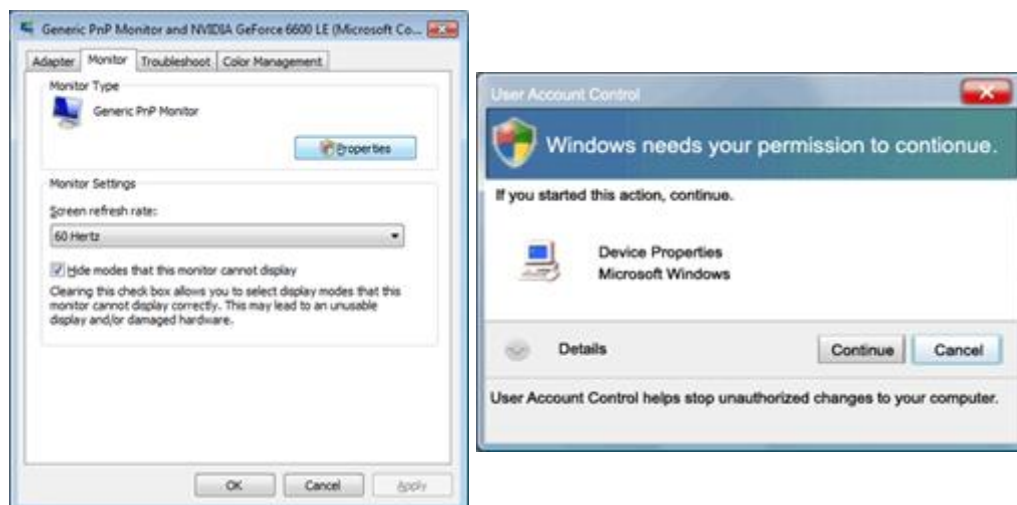 Generic PnP Monitor and NVIDIA GeForce 6600 LE (Microsoft Co...
Adapter Monitor Troubleshoot Color Management
Monitor Type
Generic PnP Monitor
Properties
Monitor Settings
Screen refresh rate:
60 Hertz
Hide modes that this monitor cannot display
Clearing this check box allows you to select display modes that this
monitor cannot display correctly. This may lead to an unusable
display and/or damaged hardware.
OK Cancel Apply
User Account Control
Windows needs your permission to contionue.
If you started this action, continue.
Device Properties
Microsoft Windows
Details Continue Cancel
User Account Control helps stop unauthorized changes to your computer.